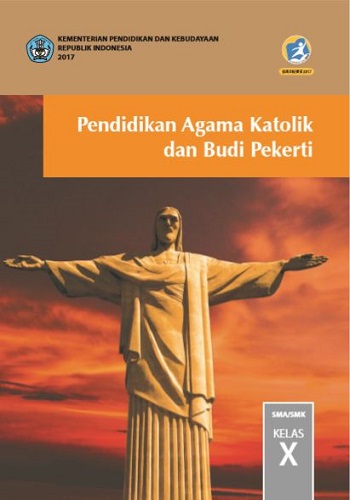 KEMENTERIAN PENDIDIKAN DAN KEBUDAYAAN
REPUBLIK INDONESIA
2017
Pendidikan Agama Katolik
dan Budi Pekerti
SMA/SMK
KELAS
X